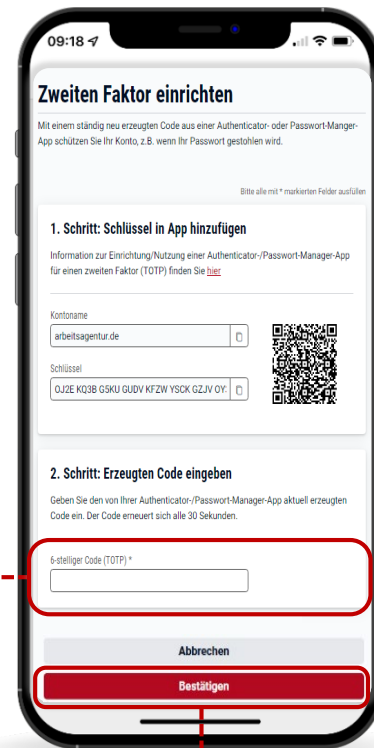 09:18
Zweiten Faktor einrichten
Mit einem ständig neu erzeugten Code aus einer Authenticator- oder Passwort-Manger-
App schützen Sie Ihr Konto, z.B. wenn Ihr Passwort gestohlen wird.
Bitte alle mit * markierten Felder ausfüllen
1. Schritt: Schlüssel in App hinzufügen
Information zur Einrichtung/Nutzung einer Authenticator-/Passwort-Manager-App
für einen zweiten Faktor (TOTP) finden Sie hier
Kontoname
arbeitsagentur.de
Schlüssel
OJ2E KQ3B G5KU GUDV KFZW YSCK GZJV OY
2. Schritt: Erzeugten Code eingeben
Geben Sie den von Ihrer Authenticator-/Passwort-Manager-App aktuell erzeugten
Code ein. Der Code erneuert sich alle 30 Sekunden.
6-stelliger Code (TOTP) *
Abbrechen
Bestätigen